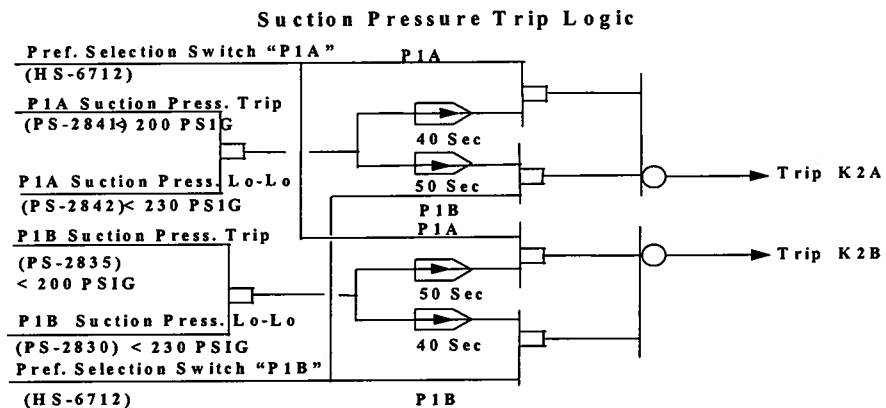 Suction Pressure Trip Logic
Pref. Selection Switch "P1A"
P1A
(HS-6712)
P1A Suction Press. Trip
(PS-2841) < 200 PSIG
40 Sec
P1A Suction Press. Lo-Lo
50 Sec
Trip K2A
(PS-2842) < 230 PSIG
P1B
P1B Suction Press. Trip
P1A
(PS-2835)
< 200 PSIG
Trip K2B
50 Sec
P1B Suction Press. Lo-Lo
(PS-2830) < 230 PSIG
40 Sec
Pref. Selection Switch "P1B"
(HS-6712)
P1B